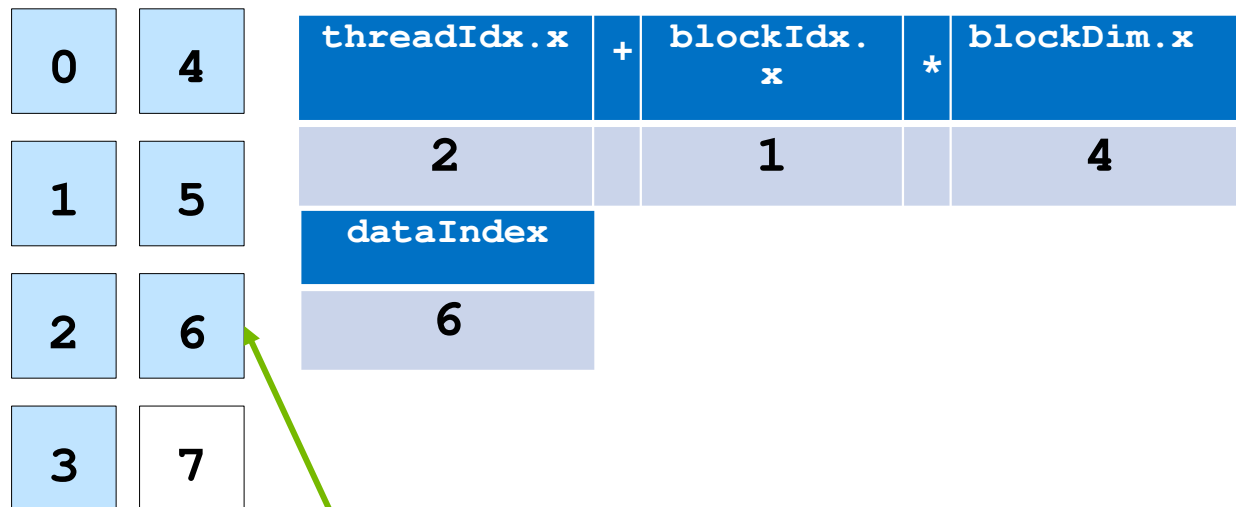 0 4
1 5
2 6
3 7
threadIdx.x + blockIdx. * blockDim.x
x
2 1 4
dataIndex
6